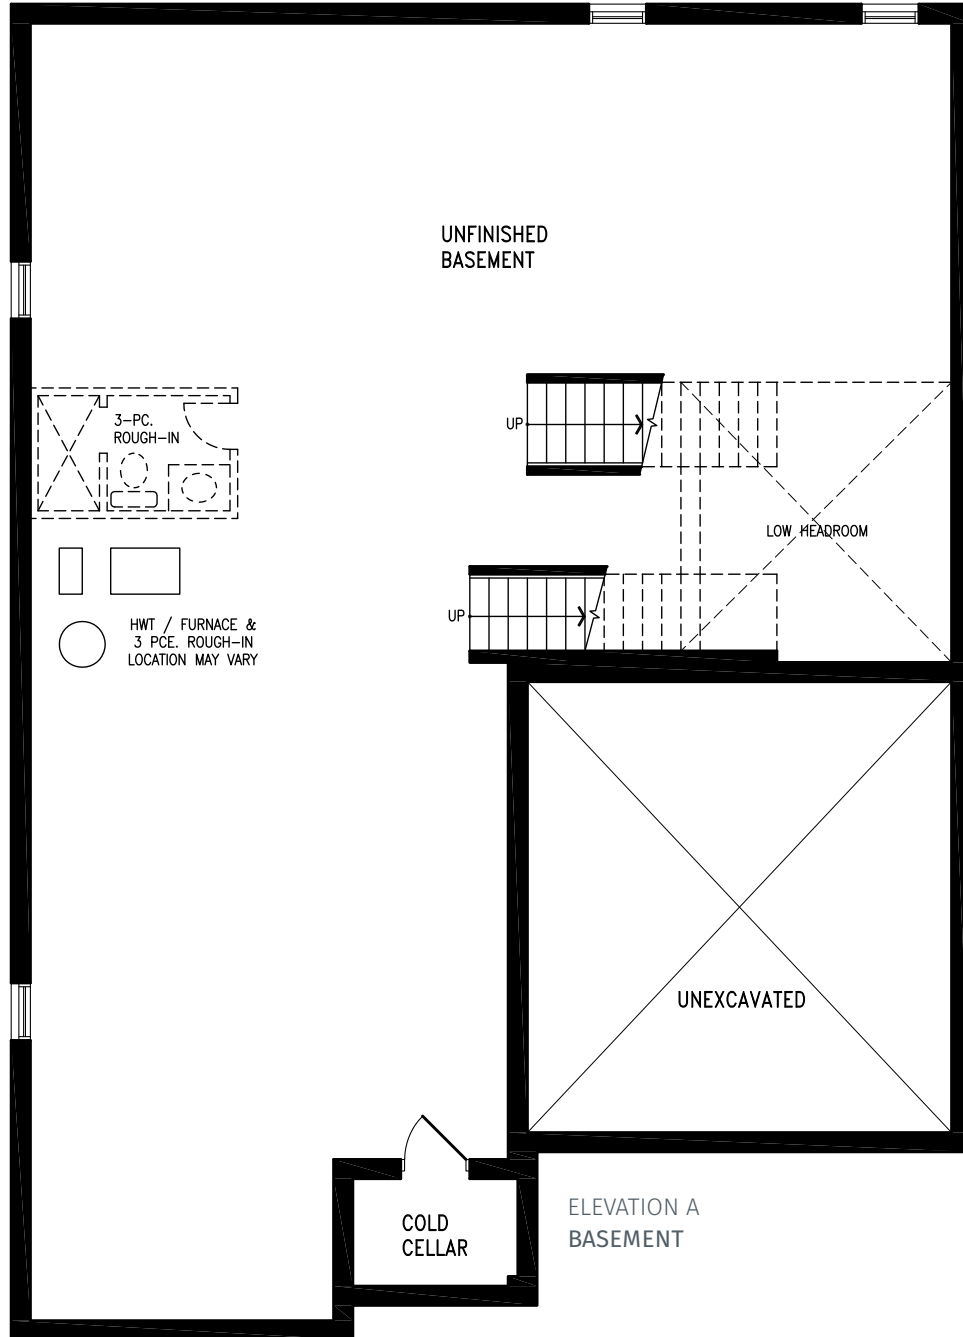 UNFINISHED
BASEMENT
3-PC.
ROUGH-IN
UP
LOW HEADROOM
UP
HWT / FURNACE &
3 PCE. ROUGH-IN
LOCATION MAY VARY
UNEXCAVATED
COLD
CELLAR
ELEVATION A
BASEMENT